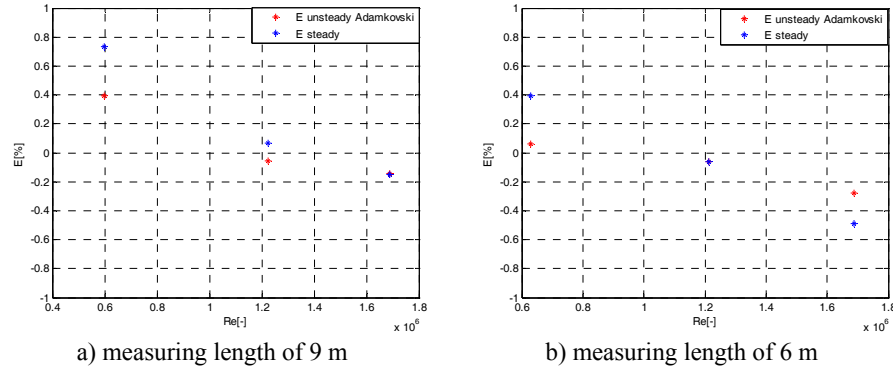 1
0.8
0.6
0.4
0.2
0
-0.2
-0.4
-0.6
-0.8
-1
E[%]
0.4 0.6 0.8 1 1.2 1.4 1.6 1.8
Re[-]
x 10^6
E unsteady Adamkovski
E steady
a) measuring length of 9 m
1
0.8
0.6
0.4
0.2
0
-0.2
-0.4
-0.6
-0.8
-1
E[%]
0.6 0.8 1 1.2 1.4 1.6 1.8
Re[-]
x 10^6
E unsteady Adamkovski
E steady
b) measuring length of 6 m